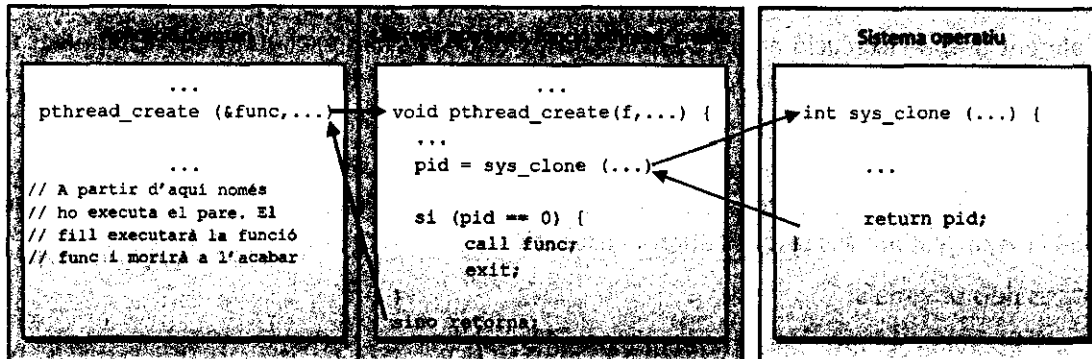 Sistema operatiu
...
pthread_create (&func,...)
...
// A partir d'aquí només
// ho executa el pare. El
// fill executarà la funció
// func i morirà a l'acabar
...
void pthread_create(f,...) {
...
pid = sys_clone (...)
si (pid == 0) {
call func;
exit;
}
sino retorna;
int sys_clone (...) {
...
return pid;
}